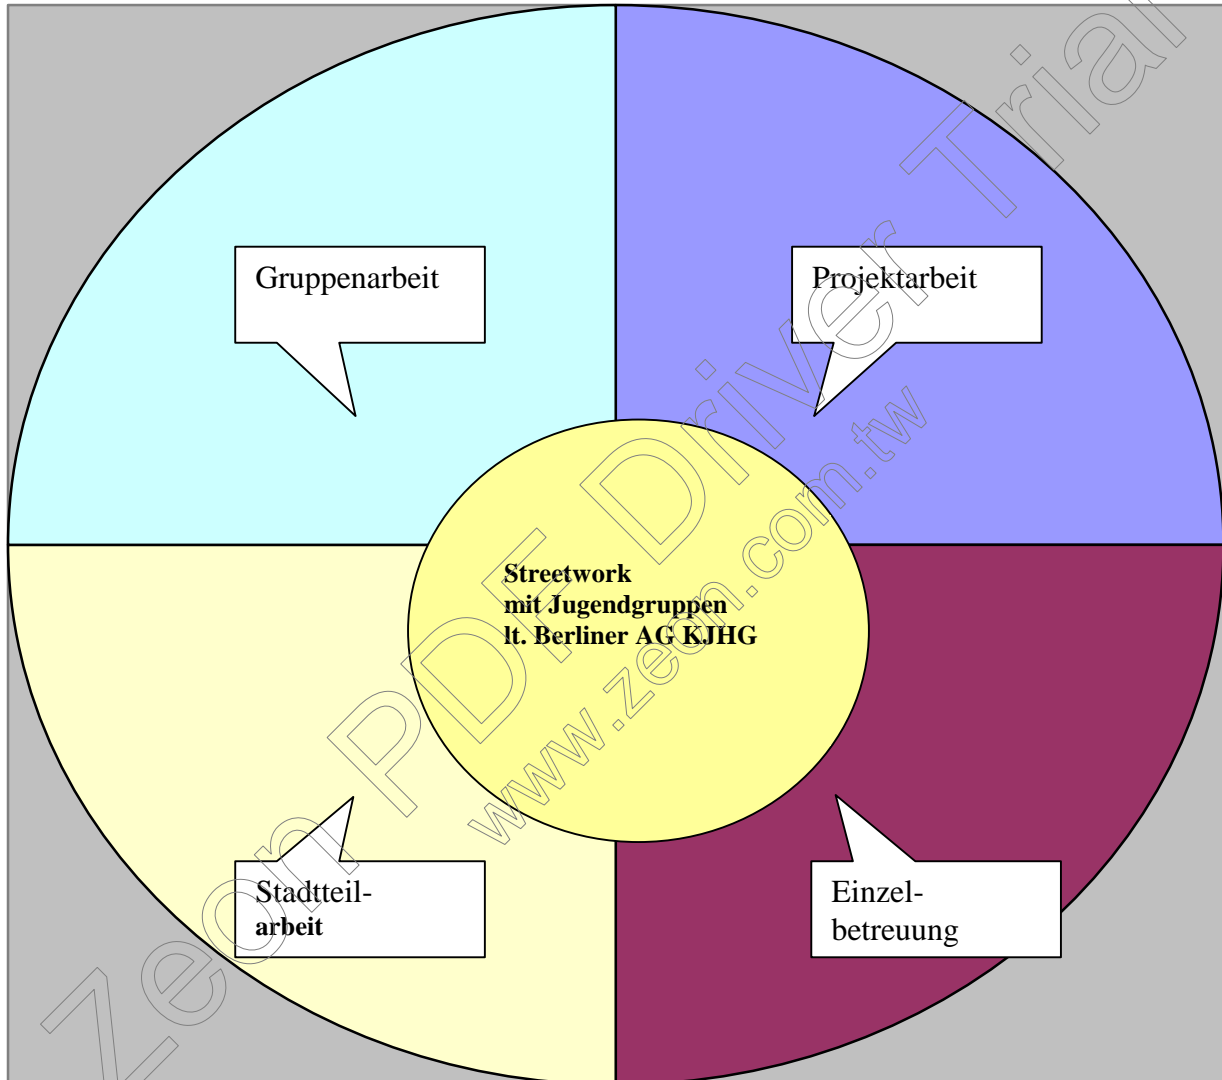 Gruppenarbeit
Projektarbeit
Streetwork
mit Jugendgruppen
lt. Berliner AG KJHG
Stadtteil-
arbeit
Einzel-
betreuung
Zeon PDF Driver Trial
www.zeon.com.tw